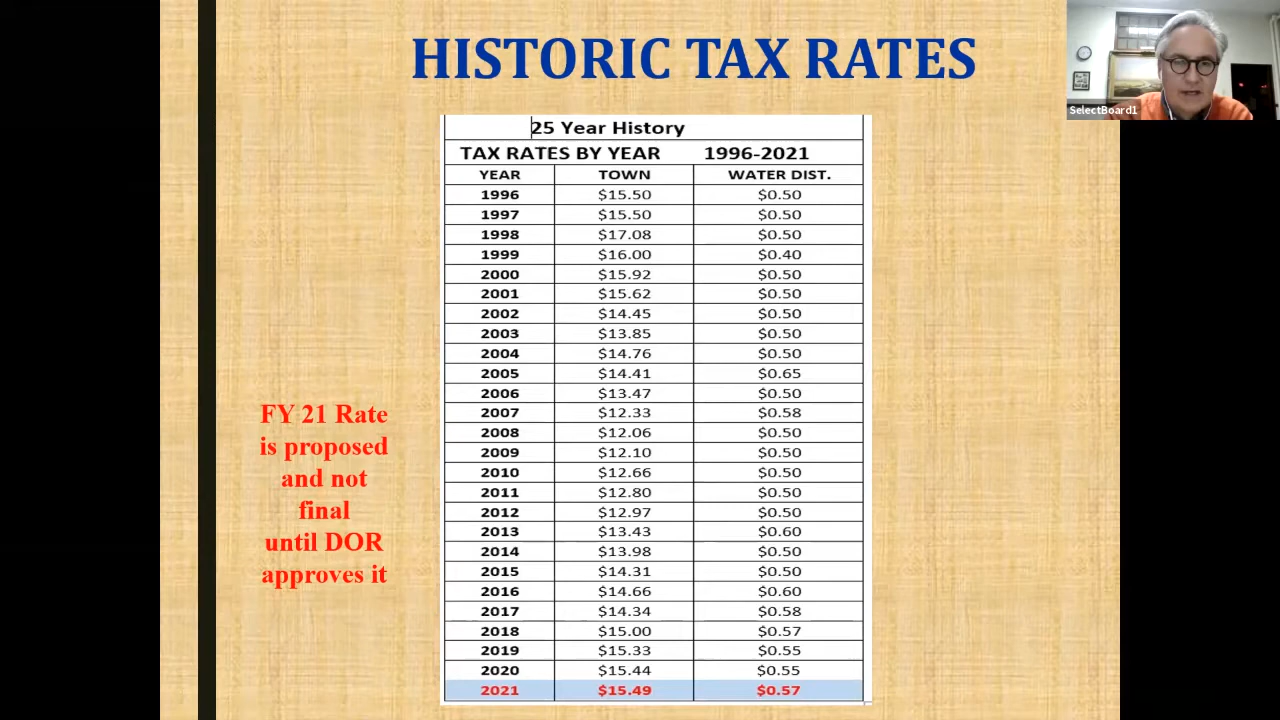 HISTORIC TAX RATES
SelectBoard1
25 Year History
TAX RATES BY YEAR 1996-2021
YEAR TOWN WATER DIST.
1996 $15.50 $0.50
1997 $15.50 $0.50
1998 $17.08 $0.50
1999 $16.00 $0.40
2000 $15.92 $0.50
2001 $15.62 $0.50
2002 $14.45 $0.50
2003 $13.85 $0.50
2004 $14.76 $0.50
2005 $14.41 $0.65
2006 $13.47 $0.50
2007 $12.33 $0.58
2008 $12.06 $0.50
2009 $12.10 $0.50
2010 $12.66 $0.50
2011 $12.80 $0.50
2012 $12.97 $0.50
2013 $13.43 $0.60
2014 $13.98 $0.50
2015 $14.31 $0.50
2016 $14.66 $0.60
2017 $14.34 $0.58
2018 $15.00 $0.57
2019 $15.33 $0.55
2020 $15.44 $0.55
2021 $15.49 $0.57
FY 21 Rate
is proposed
and not
final
until DOR
approves it